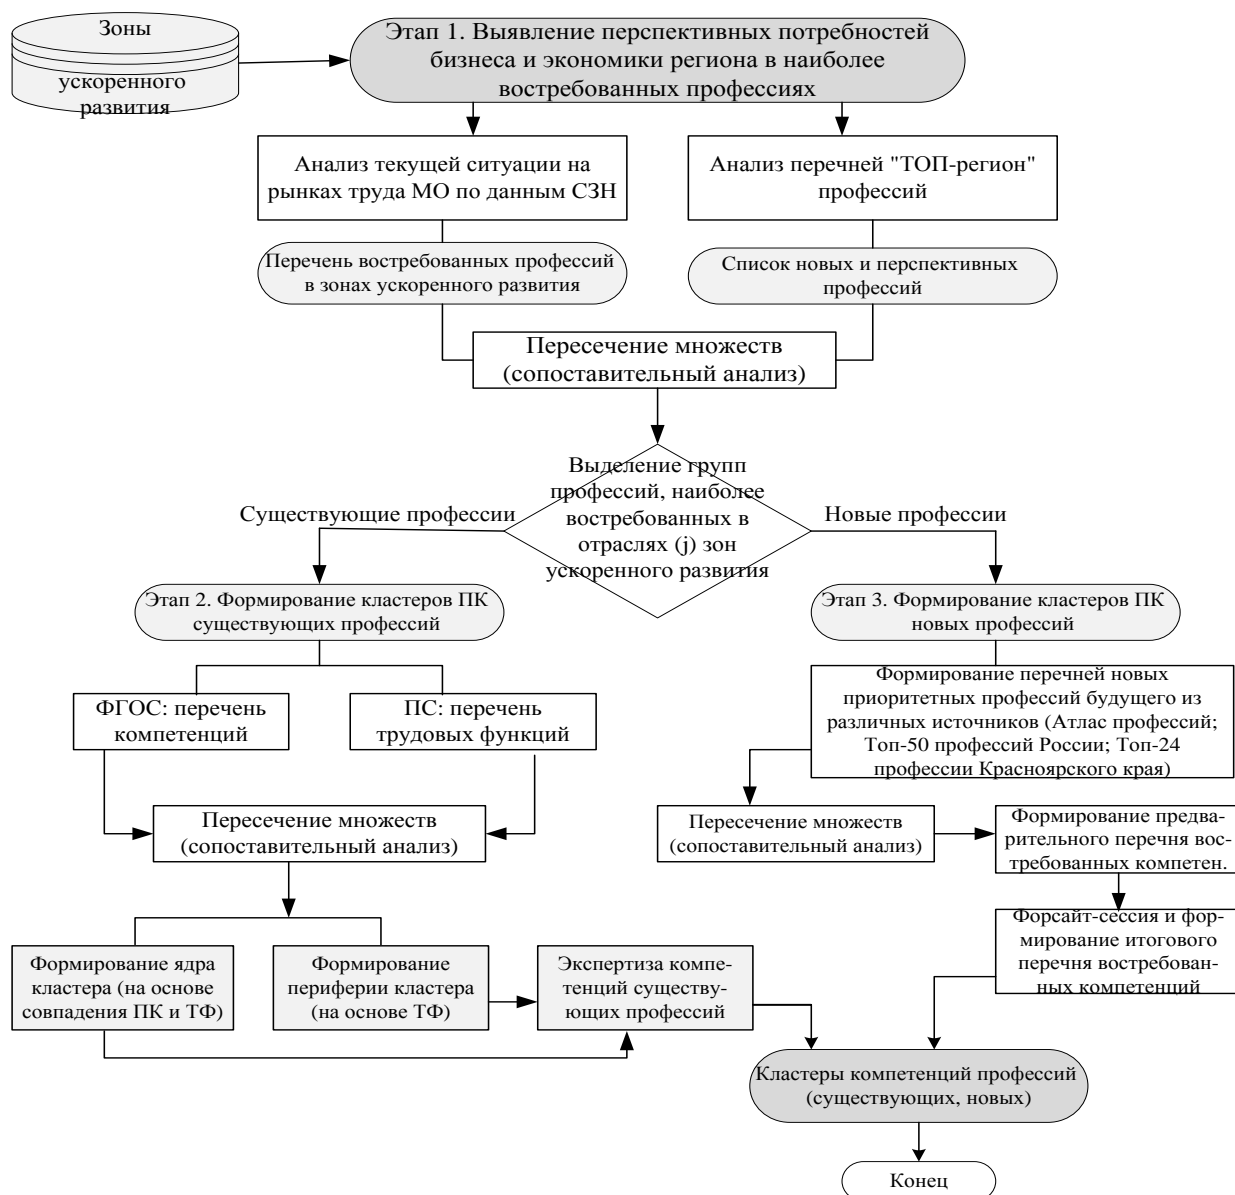 Зоны
ускоренного
развития
Этап 1. Выявление перспективных потребностей
бизнеса и экономики региона в наиболее
востребованных профессиях
Анализ текущей ситуации на
рынках труда МО по данным СЗН
Анализ перечней "ТОП-регион"
профессий
Перечень востребованных профессий
в зонах ускоренного развития
Список новых и перспективных
профессий
Пересечение множеств
(сопоставительный анализ)
Выделение групп
профессий, наиболее
востребованных в
отраслях (j) зон
ускоренного развития
Существующие профессии
Новые профессии
Этап 2. Формирование кластеров ПК
существующих профессий
Этап 3. Формирование кластеров ПК
новых профессий
ФГОС: перечень
компетенций
ПС: перечень
трудовых функций
Формирование перечней новых
приоритетных профессий будущего из
различных источников (Атлас профессий;
Топ-50 профессий России; Топ-24
профессии Красноярского края)
Пересечение множеств
(сопоставительный анализ)
Пересечение множеств
(сопоставительный анализ)
Формирование предва-
рительного перечня вос-
требованных компетен.
Форсайт-сессия и фор-
мирование итогового
перечня востребован-
ных компетенций
Формирование ядра
кластера (на основе
совпадения ПК и ТФ)
Формирование
периферии кластера
(на основе ТФ)
Экспертиза компе-
тенций существу-
ющих профессий
Кластеры компетенций профессий
(существующих, новых)
Конец